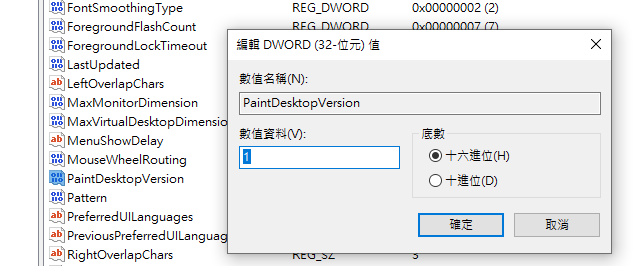 FontSmoothingType REG_DWORD 0x00000002 (2)
ForegroundFlashCount REG_DWORD 0x00000007 (7)
ForegroundLockTimeout
LastUpdated
LeftOverlapChars
MaxMonitorDimension
MaxVirtualDesktopDimens
MenuShowDelay
MouseWheelRouting
PaintDesktopVersion
Pattern
PreferredUILanguages
PreviousPreferredUILangua
RightOverlapChars REG_SZ 3
編輯 DWORD (32-位元) 值
數值名稱(N):
PaintDesktopVersion
數值資料(V):
1
底數
十六進位(H)
十進位(D)
確定
取消